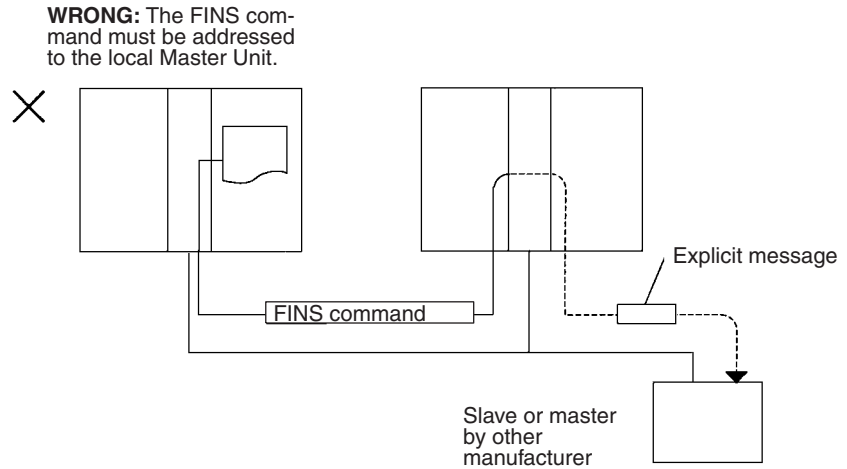 WRONG: The FINS com-
mand must be addressed
to the local Master Unit.
Explicit message
FINS command
Slave or master
by other
manufacturer